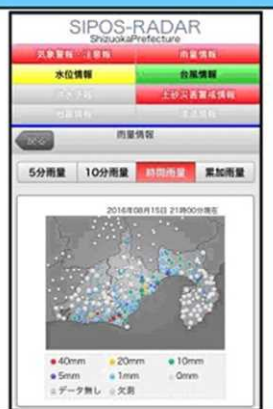 SIPOS-RADAR
ShizuokaPrefecture
気象警報・注意報 雨量情報
水位情報 台風情報
土砂災害警戒情報
雨量情報
戻る
5分雨量 10分雨量 時間雨量 累加雨量
2016年08月15日 21時00分現在
40mm 20mm 10mm
5mm 1mm 0mm
データ無し 欠測